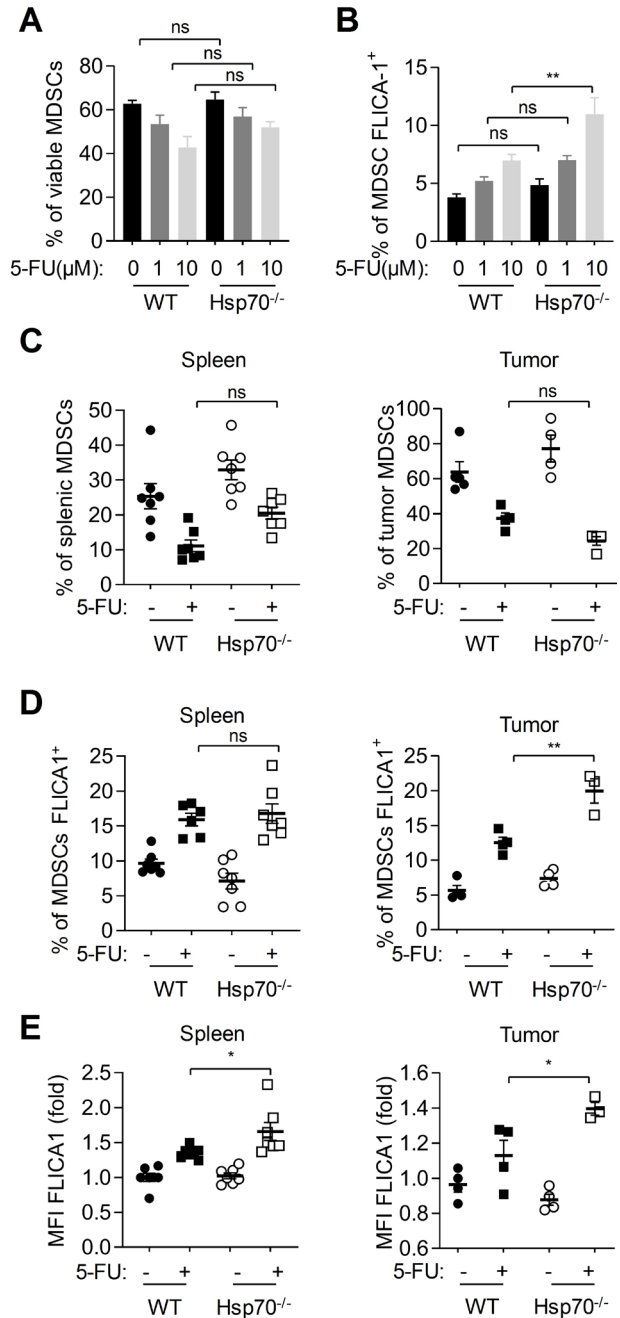 A
B
ns
ns
ns
80
60
40
20
0
% of viable MDSCs
5-FU(μM): 0 1 10 0 1 10
WT Hsp70-/-
**
ns
ns
15
10
5
0
% of MDSC FLICA-1+
5-FU(μM): 0 1 10 0 1 10
WT Hsp70-/-
C
Spleen
ns
50
40
30
20
10
0
% of splenic MDSCs
5-FU: - + - +
WT Hsp70-/-
Tumor
ns
100
80
60
40
20
0
% of tumor MDSCs
5-FU: - + - +
WT Hsp70-/-
D
Spleen
ns
25
20
15
10
5
0
% of MDSCs FLICA1+
5-FU: - + - +
WT Hsp70-/-
Tumor
**
25
20
15
10
5
0
% of MDSCs FLICA1+
5-FU: - + - +
WT Hsp70-/-
E
Spleen
*
2.5
2.0
1.5
1.0
0.5
0.0
MFI FLICA1 (fold)
5-FU: - + - +
WT Hsp70-/-
Tumor
*
1.6
1.4
1.2
1.0
0.8
0.6
MFI FLICA1 (fold)
5-FU: - + - +
WT Hsp70-/-